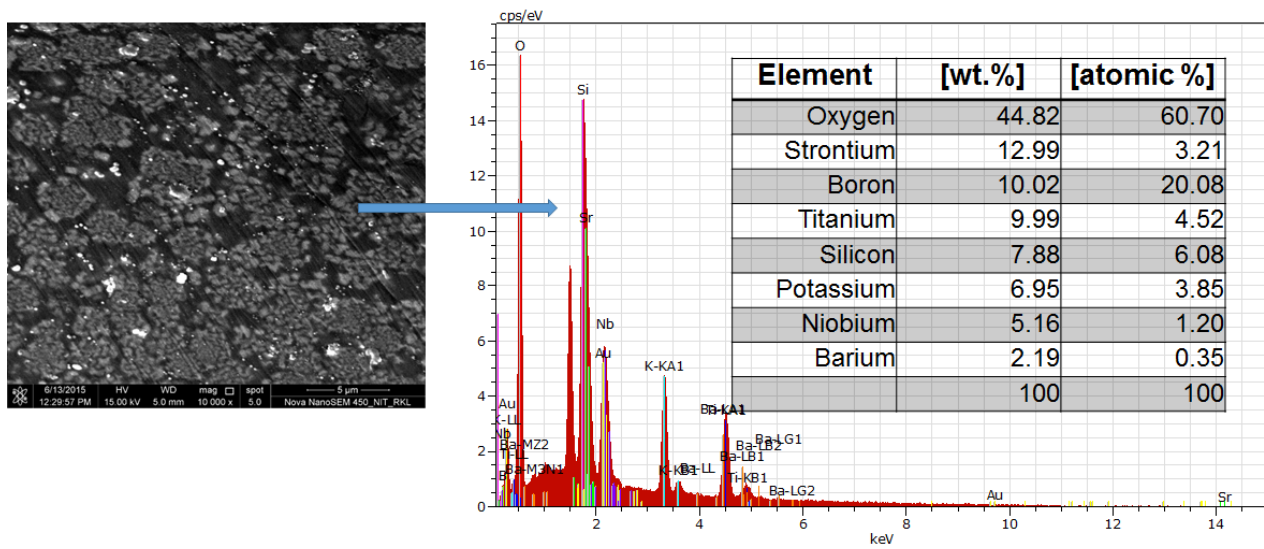 6/13/2015 HV WD mag □ spot 5 µm
12:29:57 PM 15.00 kV 5.0 mm 10 000 x 5.0 Nova NanoSEM 450_NIT_RKL
cps/eV
16
14
12
10
8
6
4
2
0
O
Si
Sr
Nb
Au
K-KA1
Au
K-LL
Nb
Ba-MZ2
Ti-LL
Ba-M3N1
B
K-KB1
Ba-LL
Ti-KA1
Ba-LG1
Ba-LB2
Ba-LB1
Ti-KB1
Ba-LG2
Au
Sr
2 4 6 8 10 12 14
keV
Element [wt.%] [atomic %]
Oxygen 44.82 60.70
Strontium 12.99 3.21
Boron 10.02 20.08
Titanium 9.99 4.52
Silicon 7.88 6.08
Potassium 6.95 3.85
Niobium 5.16 1.20
Barium 2.19 0.35
100 100